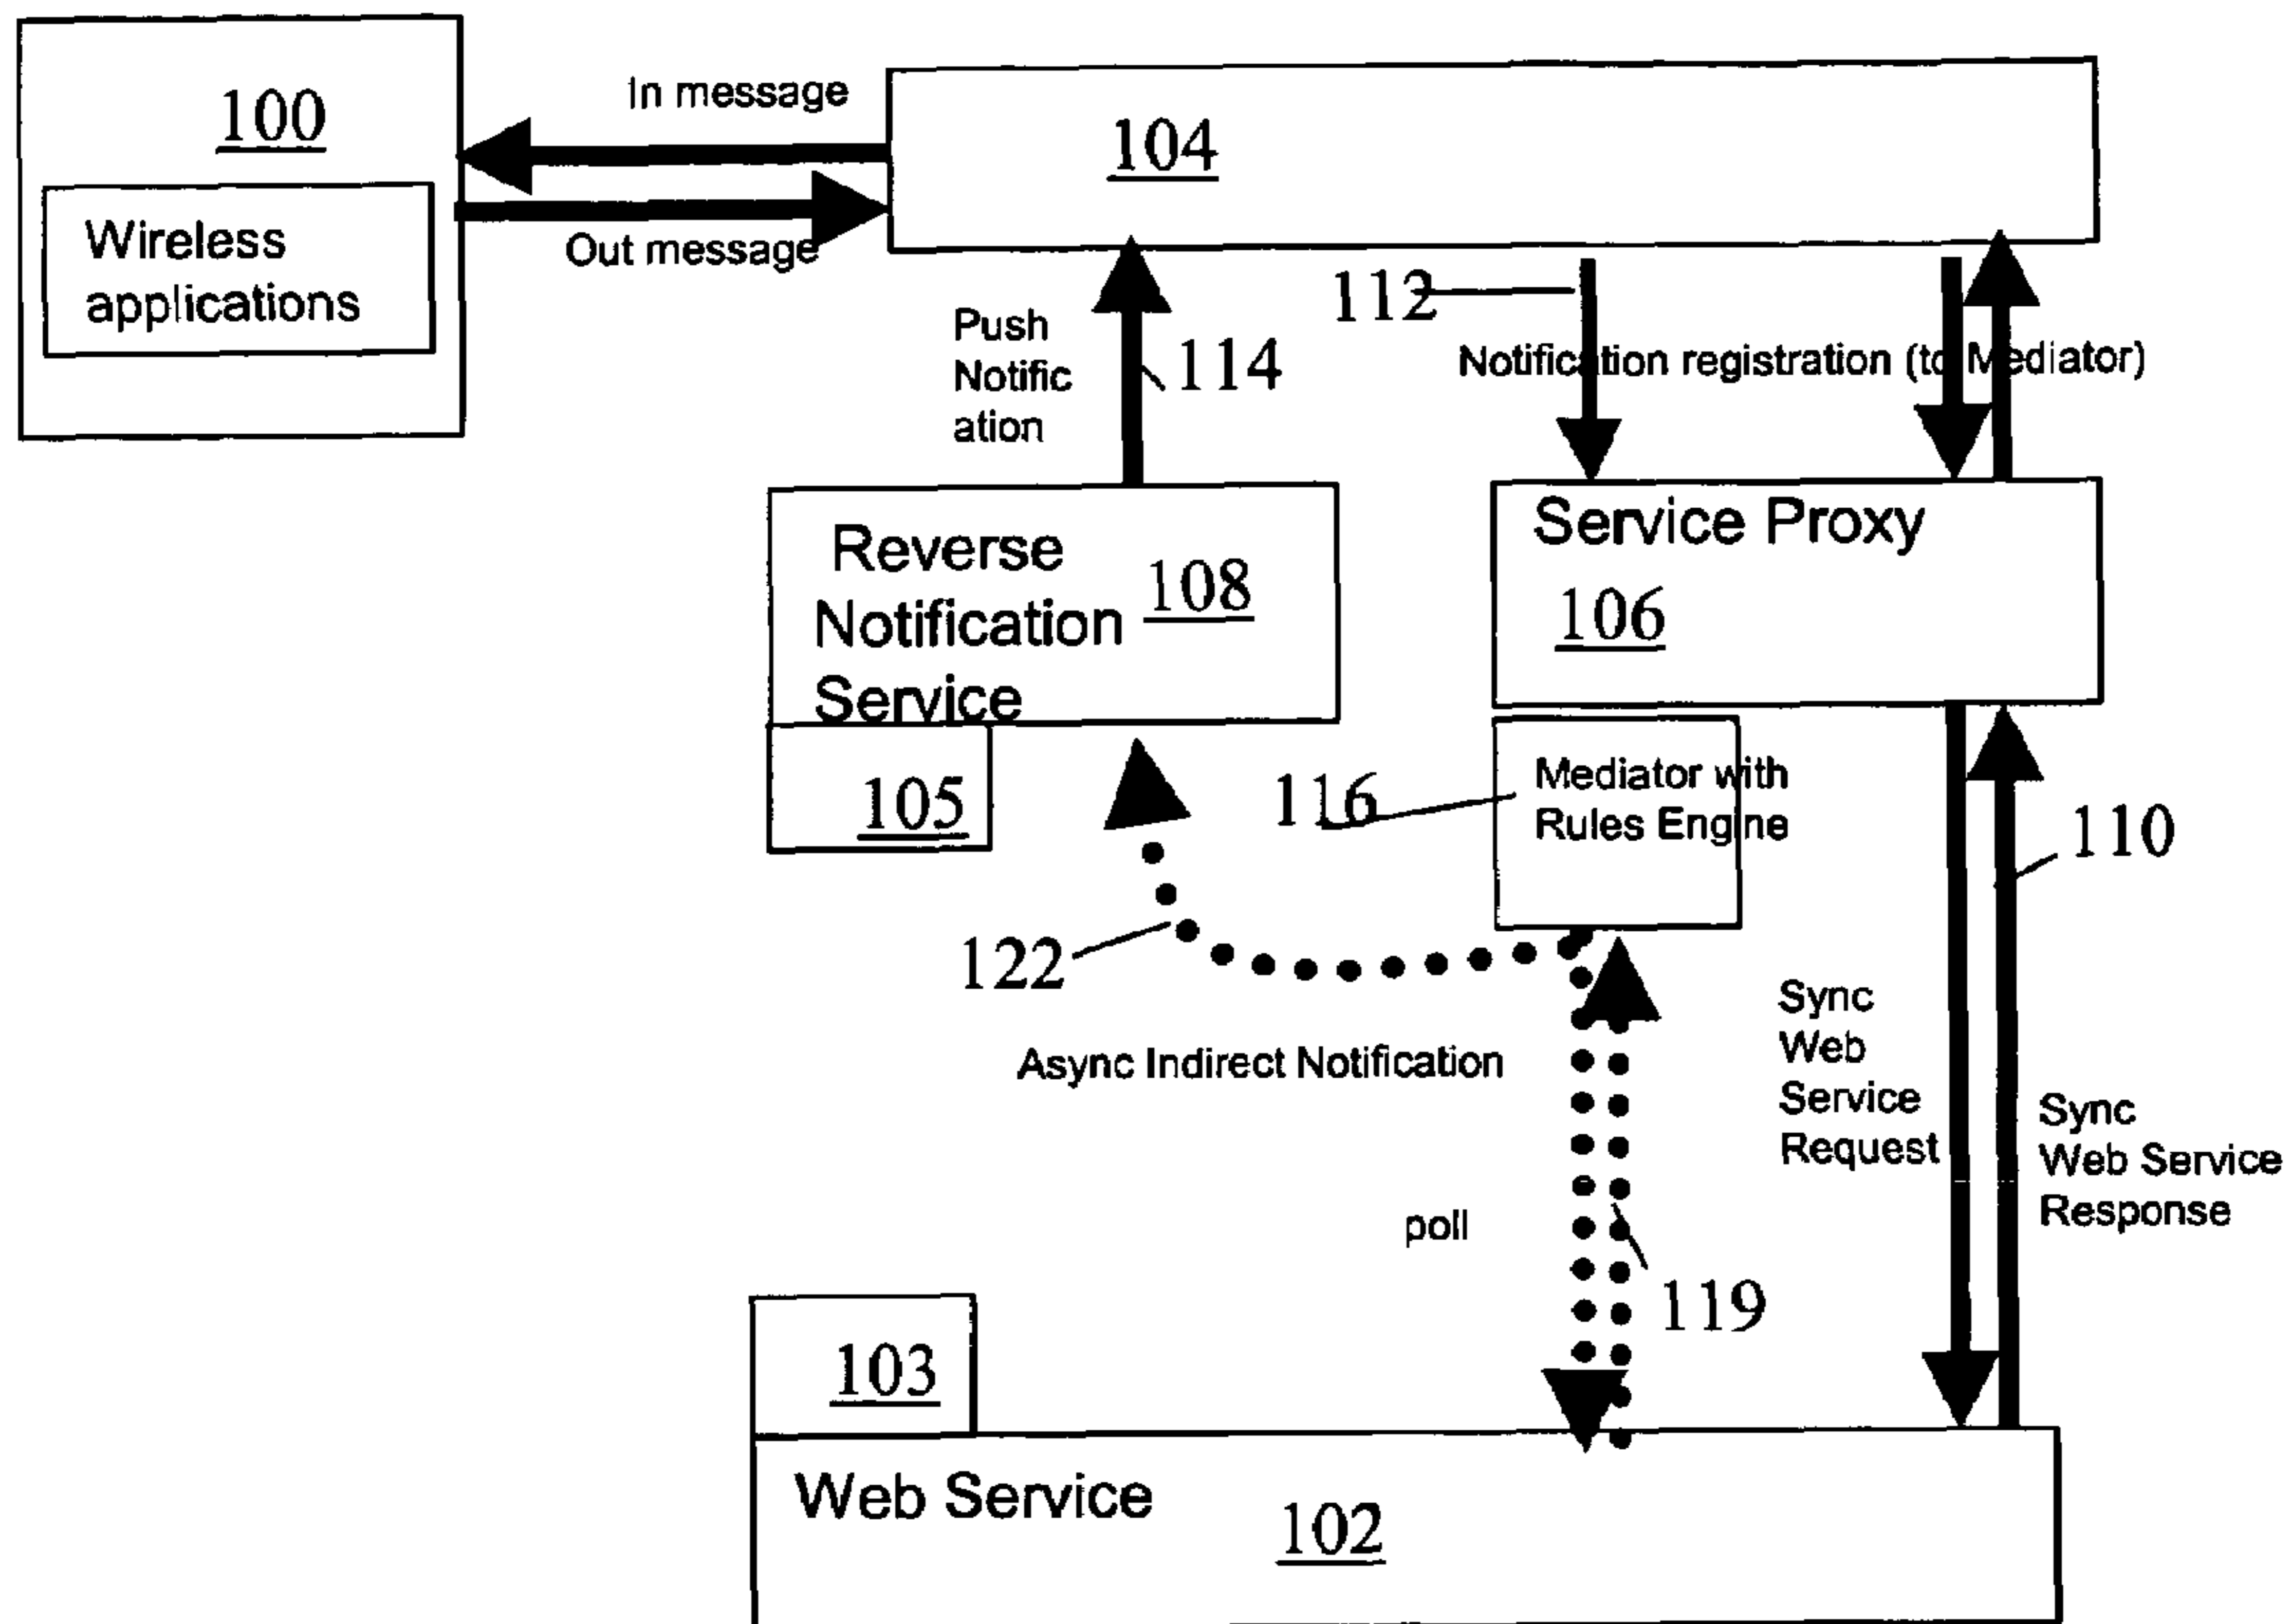 100
Wireless
applications
In message
Out message
104
Push
Notific
ation
114
112
Notification registration (to Mediator)
Reverse
Notification
Service
108
105
Service Proxy
106
116
Mediator with
Rules Engine
110
122
Async Indirect Notification
Sync
Web
Service
Request
Sync
Web Service
Response
poll
119
103
Web Service
102